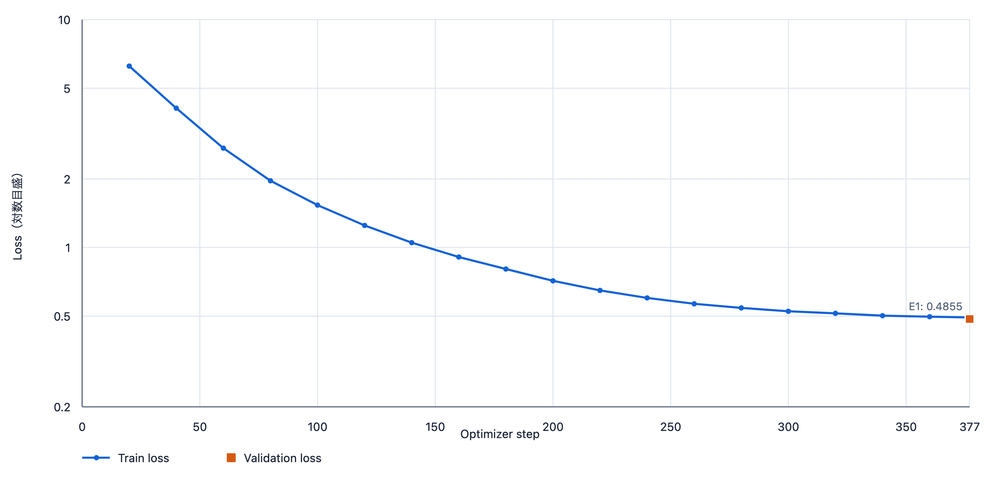 10
5
2
1
0.5
0.2
Loss（対数目盛）
E1: 0.4855
0 50 100 150 200 250 300 350 377
Optimizer step
Train loss Validation loss